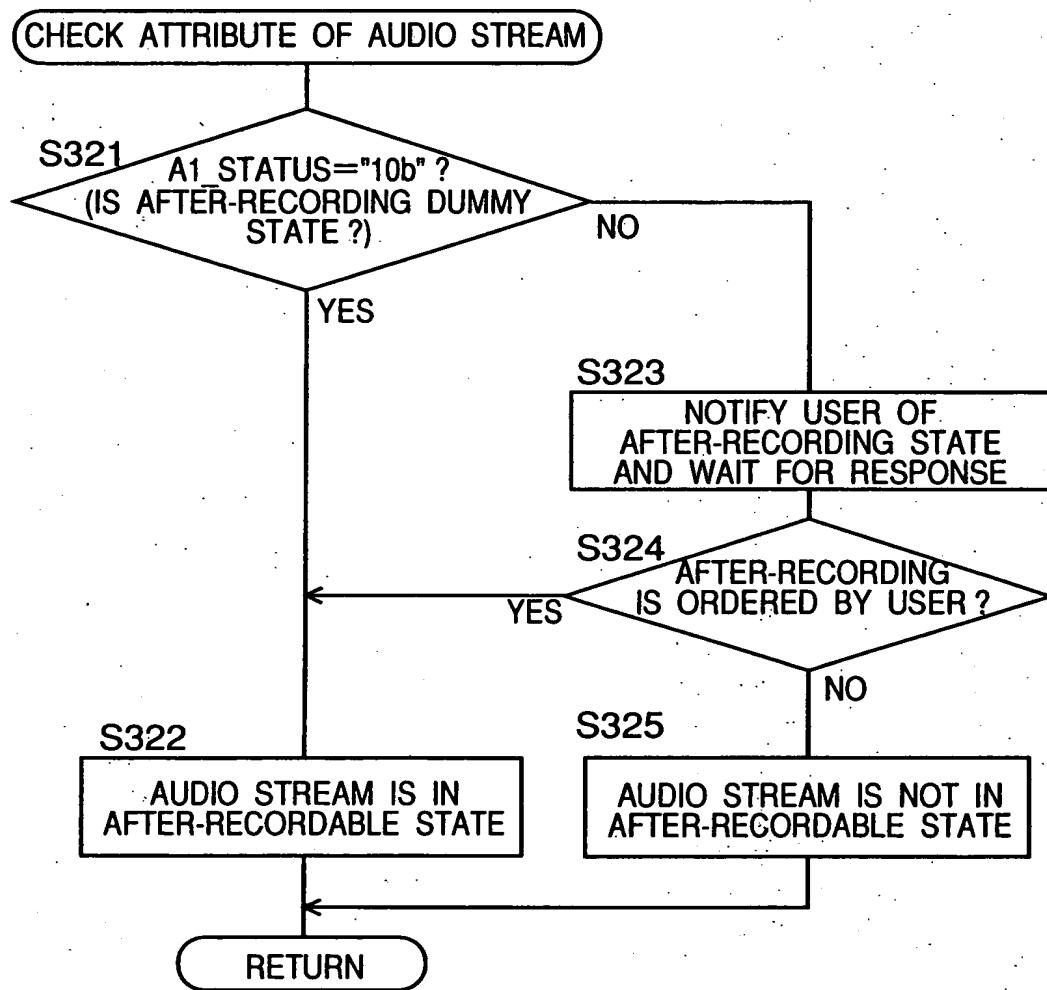 CHECK ATTRIBUTE OF AUDIO STREAM
S321
A1_STATUS="10b" ?
(IS AFTER-RECORDING DUMMY
STATE ?)
NO
YES
S323
NOTIFY USER OF
AFTER-RECORDING STATE
AND WAIT FOR RESPONSE
S324
AFTER-RECORDING
IS ORDERED BY USER ?
YES
NO
S322
AUDIO STREAM IS IN
AFTER-RECORDABLE STATE
S325
AUDIO STREAM IS NOT IN
AFTER-RECORDABLE STATE
RETURN